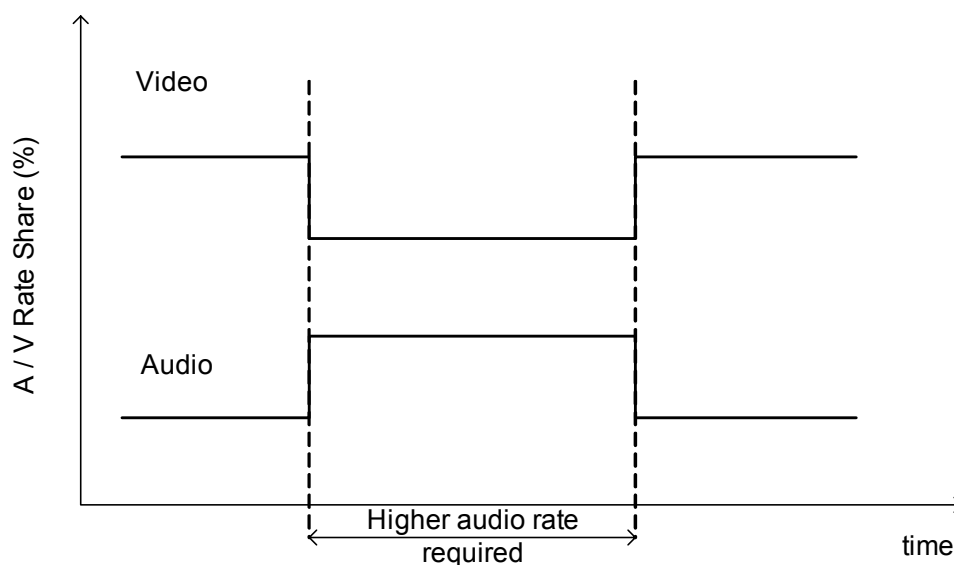 Video
A / V Rate Share (%)
Audio
Higher audio rate
required
time